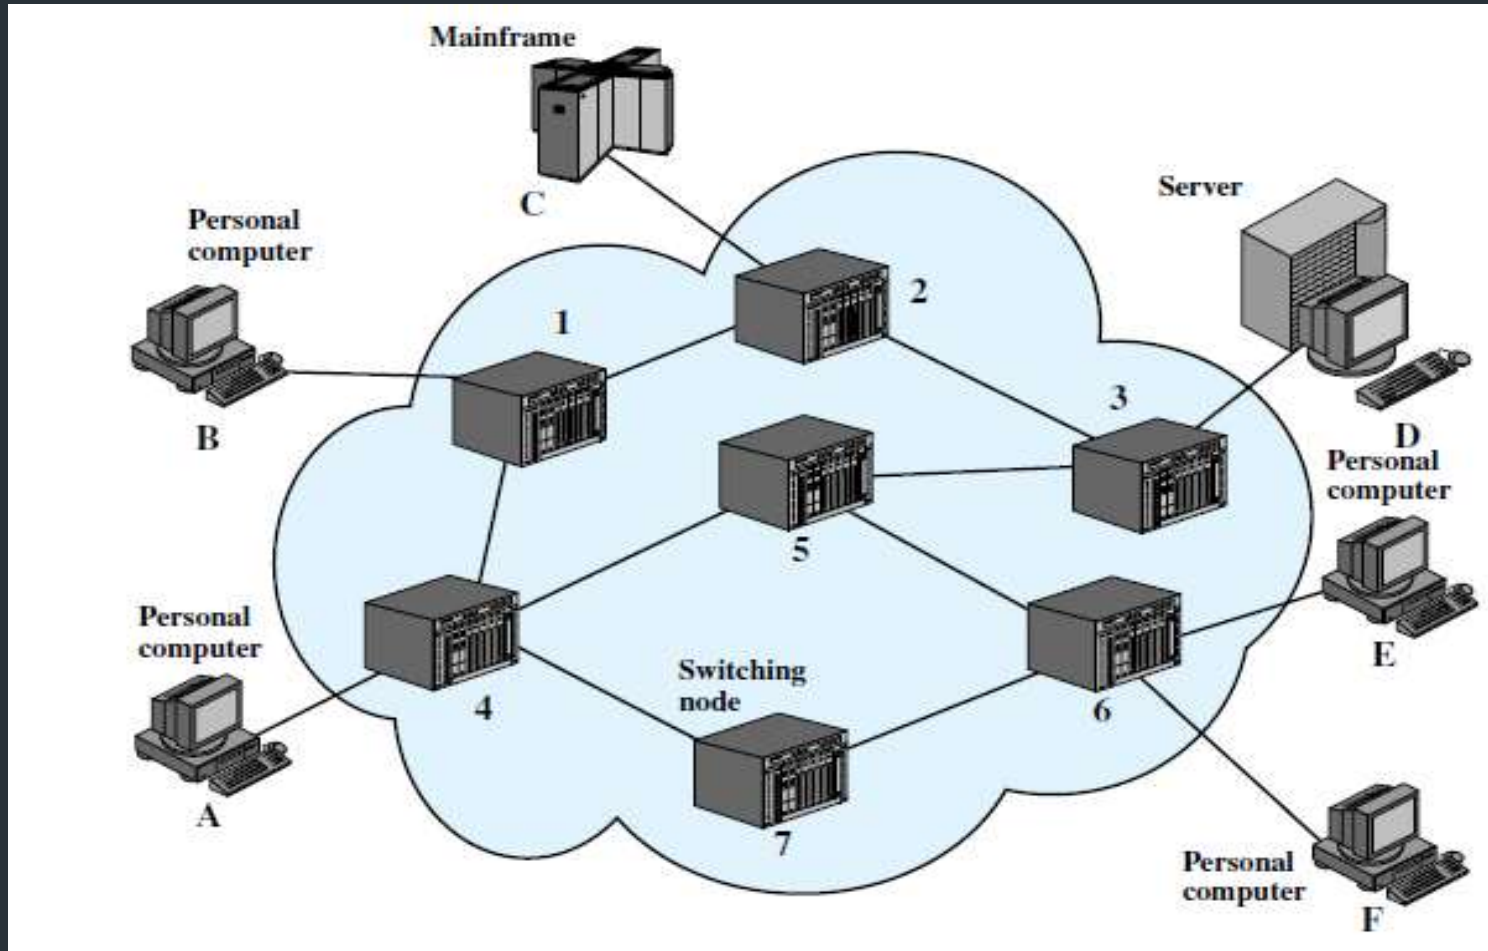 Mainframe
C
Server
Personal
computer
2
1
3
B
D
Personal
computer
5
Personal
computer
E
Switching
node
4
6
A
7
Personal
computer
F